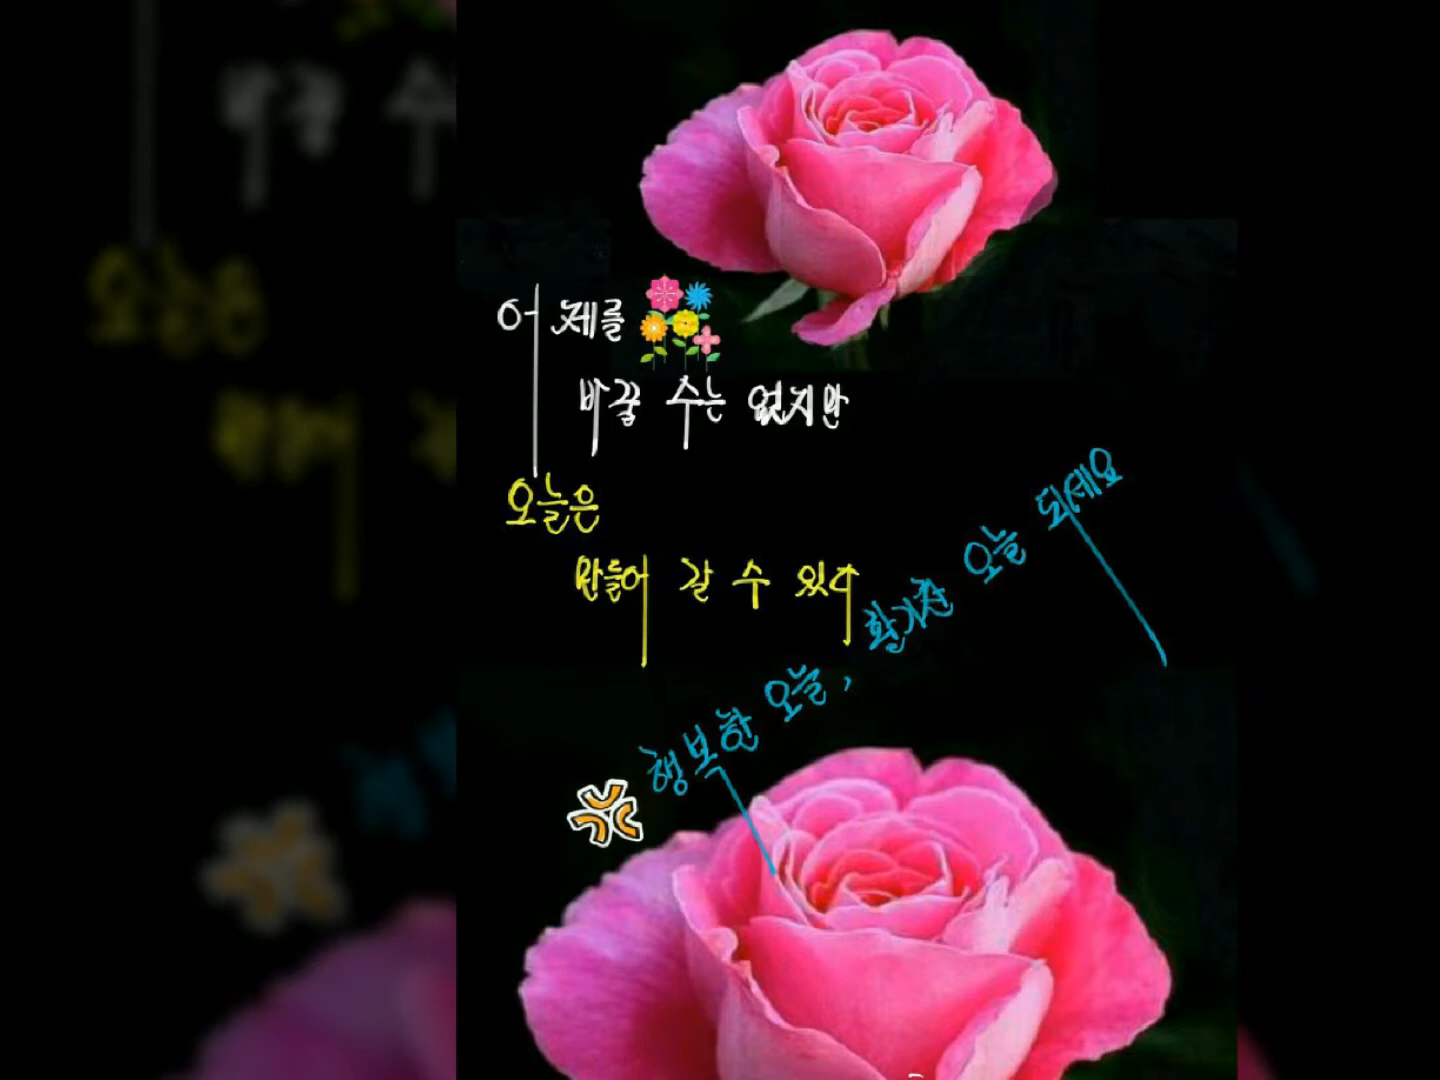 어제를
바꿀 수는 없지만
오늘은
만들어 갈 수 있다
행복한 오늘, 활기찬 오늘 되세요